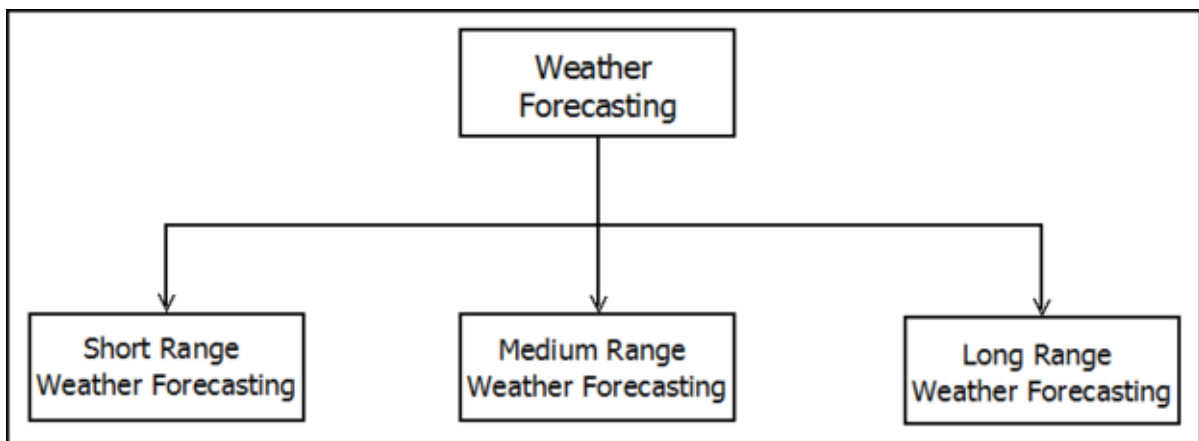 Weather
Forecasting
Short Range
Weather Forecasting
Medium Range
Weather Forecasting
Long Range
Weather Forecasting